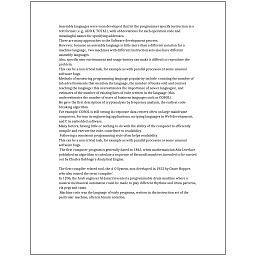 Assembly languages were soon developed that let the programmer specify instruction in a
text format (e.g., ADD X, TOTAL), with abbreviations for each operation code and
meaningful names for specifying addresses.
There are many approaches to the Software development process.
However, because an assembly language is little more than a different notation for a
machine language, two machines with different instruction sets also have different
assembly languages.
Also, specific user environment and usage history can make it difficult to reproduce the
problem.
This can be a non-trivial task, for example as with parallel processes or some unusual
software bugs.
Methods of measuring programming language popularity include: counting the number of
job advertisements that mention the language, the number of books sold and courses
teaching the language (this overestimates the importance of newer languages), and
estimates of the number of existing lines of code written in the language (this
underestimates the number of users of business languages such as COBOL).
He gave the first description of cryptanalysis by frequency analysis, the earliest code-
breaking algorithm.
For example, COBOL is still strong in corporate data centers often on large mainframe
computers, Fortran in engineering applications, scripting languages in Web development,
and C in embedded software.
Many factors, having little or nothing to do with the ability of the computer to efficiently
compile and execute the code, contribute to readability.
Following a consistent programming style often helps readability.
This can be a non-trivial task, for example as with parallel processes or some unusual
software bugs.
The first computer program is generally dated to 1843, when mathematician Ada Lovelace
published an algorithm to calculate a sequence of Bernoulli numbers, intended to be carried
out by Charles Babbage's Analytical Engine.
The first compiler related tool, the A-0 System, was developed in 1952 by Grace Hopper,
who also coined the term 'compiler'.
In 1206, the Arab engineer Al-Jazari invented a programmable drum machine where a
musical mechanical automaton could be made to play different rhythms and drum patterns,
via pegs and cams.
Machine code was the language of early programs, written in the instruction set of the
particular machine, often in binary notation.